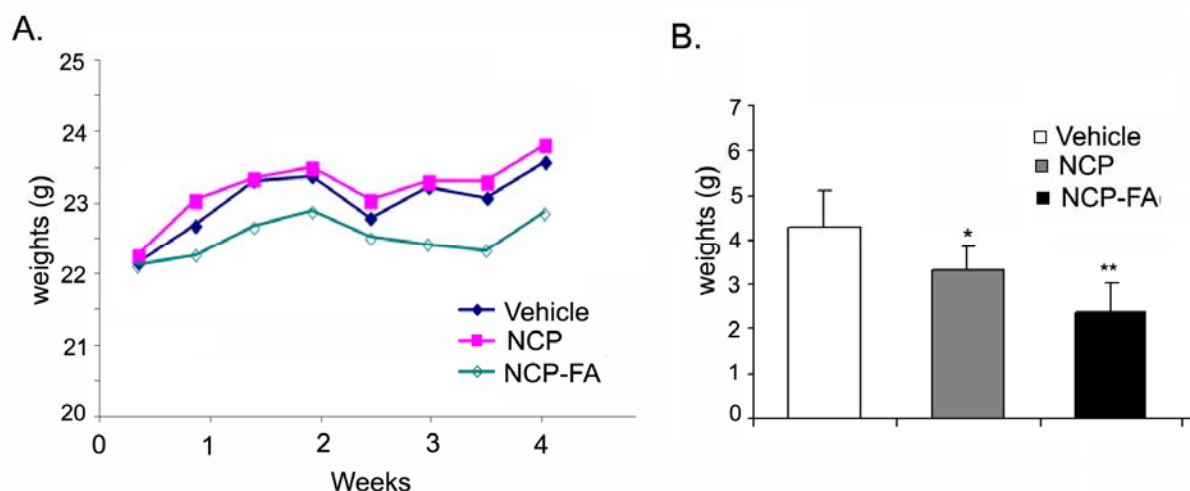 A.
25
24
23
22
21
20
weights (g)
0 1 2 3 4
Weeks
Vehicle
NCP
NCP-FA
B.
7
6
5
4
3
2
1
0
weights (g)
*
**
Vehicle
NCP
NCP-FA